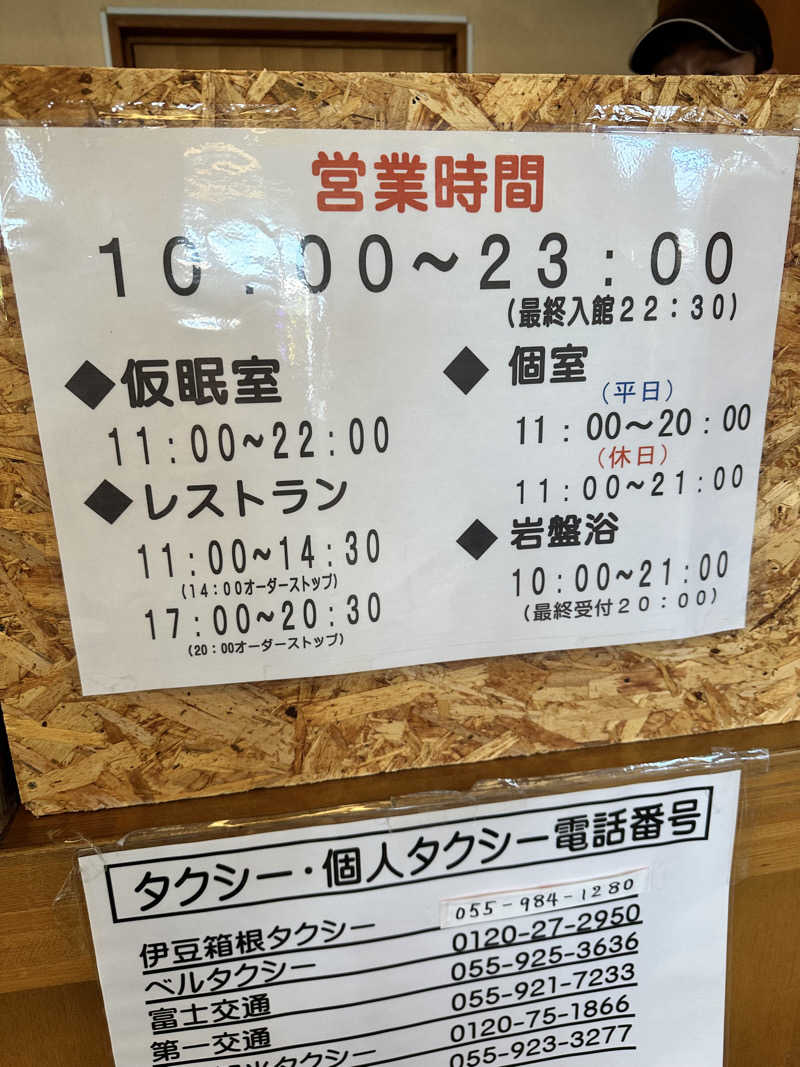 営業時間
10:00～23:00
(最終入館22:30)
◆仮眠室
11:00～22:00
◆レストラン
11:00～14:30
(14:00オーダーストップ)
17:00～20:30
(20:00オーダーストップ)
◆個室
(平日)
11:00～20:00
(休日)
11:00～21:00
◆岩盤浴
10:00～21:00
(最終受付20:00)
タクシー・個人タクシー電話番号
055-984-1280
伊豆箱根タクシー 0120-27-2950
ベルタクシー 055-925-3636
富士交通 055-921-7233
第一交通 0120-75-1866
タクシー 055-923-3277